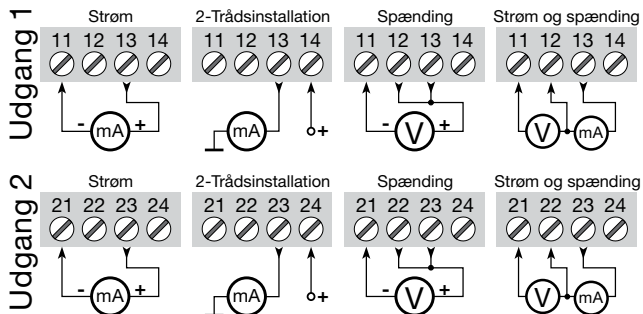 Udgang 1
Strøm
2-Trådsinstallation
Spænding
Strøm og spænding
11 12 13 14
11 12 13 14
11 12 13 14
11 12 13 14
- mA +
mA +
- V +
V mA
Udgang 2
Strøm
2-Trådsinstallation
Spænding
Strøm og spænding
21 22 23 24
21 22 23 24
21 22 23 24
21 22 23 24
- mA +
mA +
- V +
V mA